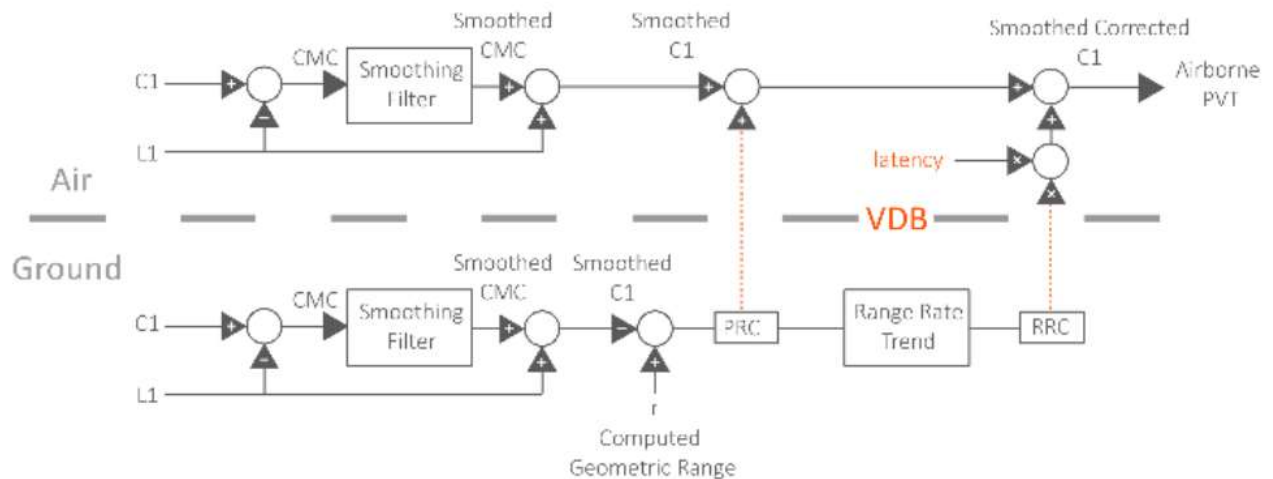 Smoothed
CMC
Smoothed
C1
Smoothed Corrected
C1
CMC
Smoothing
Filter
C1
+
+
+
+
Airborne
PVT
−
+
+
+
L1
latency
×
×
Air
VDB
Ground
Smoothed
CMC
Smoothed
C1
CMC
Smoothing
Filter
C1
+
+
−
PRC
Range Rate
Trend
RRC
−
+
+
L1
r
Computed
Geometric Range